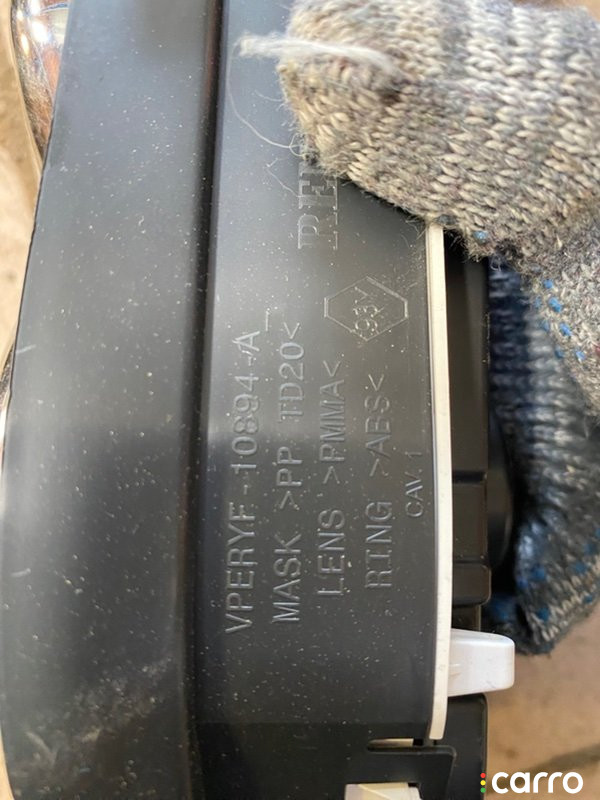 VPERYF-10894-A
MASK >PP TD20<
LENS >PMMA<
RING >ABS<
CAV.1
carro